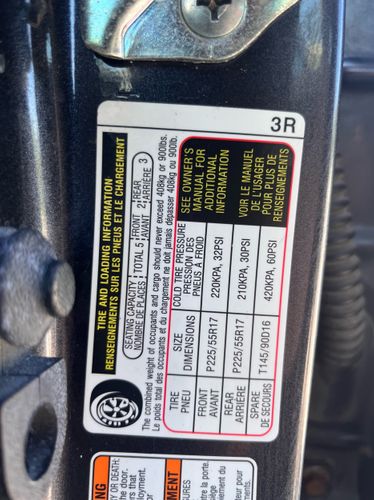 3R
TIRE AND LOADING INFORMATION
RENSEIGNEMENTS SUR LES PNEUS ET LE CHARGEMENT
SEATING CAPACITY | TOTAL 5 | FRONT 2 | REAR 3
NOMBRE DE PLACES | AVANT | ARRIÈRE
The combined weight of occupants and cargo should never exceed 408kg or 900lbs.
Le poids total des occupants et du chargement ne doit jamais dépasser 408kg ou 900lb.
TIRE PNEU | SIZE DIMENSIONS | COLD TIRE PRESSURE PRESSION DES PNEUS À FROID
FRONT AVANT | P225/55R17 | 220KPA, 32PSI
REAR ARRIERE | P225/55R17 | 210KPA, 30PSI
SPARE DE SECOURS | T145/90D16 | 420KPA, 60PSI
SEE OWNER'S
MANUAL FOR
ADDITIONAL
INFORMATION
VOIR LE MANUEL
DE L'USAGER
POUR PLUS DE
RENSEIGNEMENTS